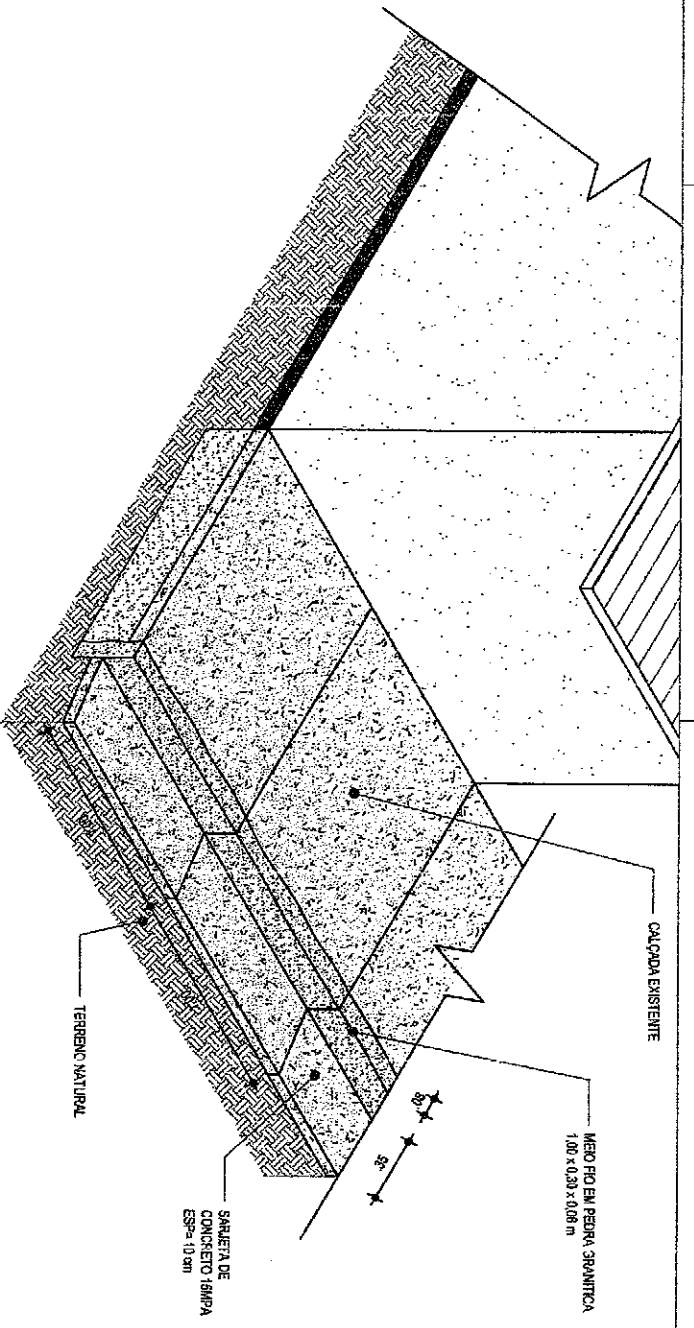 CALÇADA EXISTENTE
MEIO FIO EM PEDRA GRANITICA
1,00 x 0,30 x 0,08 m
.35
SARJETA DE
CONCRETO 15MPA
ESP= 10 cm
TERRENO NATURAL